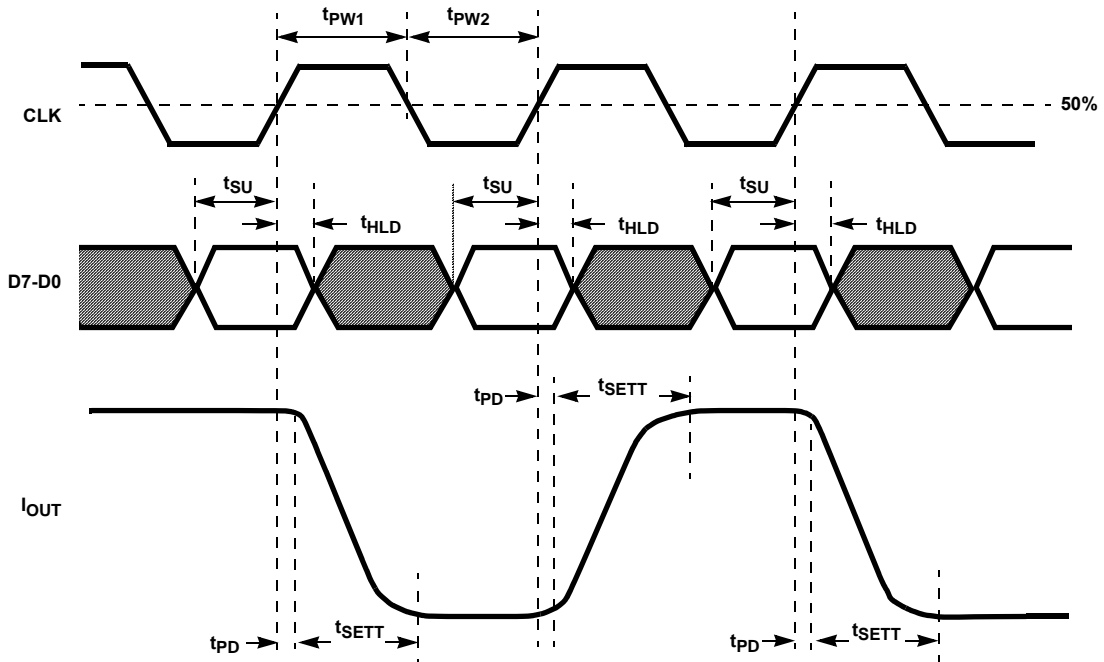 tPW1 tPW2
CLK
50%
tSU tSU tSU
tHLD tHLD tHLD
D7-D0
tPD tSETT
IOUT
tPD tSETT tPD tSETT